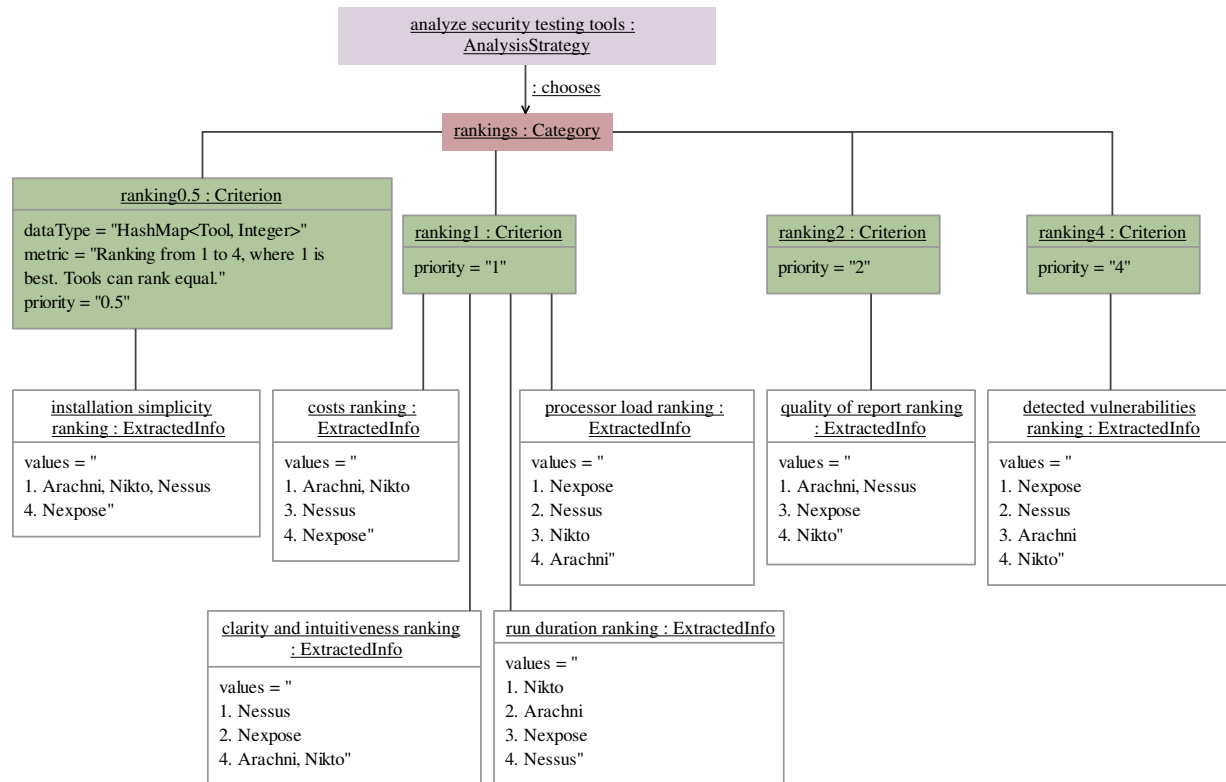 analyze security testing tools :
AnalysisStrategy
: chooses
rankings : Category
ranking0.5 : Criterion
dataType = "HashMap<Tool, Integer>"
metric = "Ranking from 1 to 4, where 1 is
best. Tools can rank equal."
priority = "0.5"
ranking1 : Criterion
priority = "1"
ranking2 : Criterion
priority = "2"
ranking4 : Criterion
priority = "4"
installation simplicity
ranking : ExtractedInfo
values = "
1. Arachni, Nikto, Nessus
4. Nexpose"
costs ranking :
ExtractedInfo
values = "
1. Arachni, Nikto
3. Nessus
4. Nexpose"
processor load ranking :
ExtractedInfo
values = "
1. Nexpose
2. Nessus
3. Nikto
4. Arachni"
quality of report ranking
: ExtractedInfo
values = "
1. Arachni, Nessus
3. Nexpose
4. Nikto"
detected vulnerabilities
ranking : ExtractedInfo
values = "
1. Nexpose
2. Nessus
3. Arachni
4. Nikto"
clarity and intuitiveness ranking
: ExtractedInfo
values = "
1. Nessus
2. Nexpose
4. Arachni, Nikto"
run duration ranking : ExtractedInfo
values = "
1. Nikto
2. Arachni
3. Nexpose
4. Nessus"